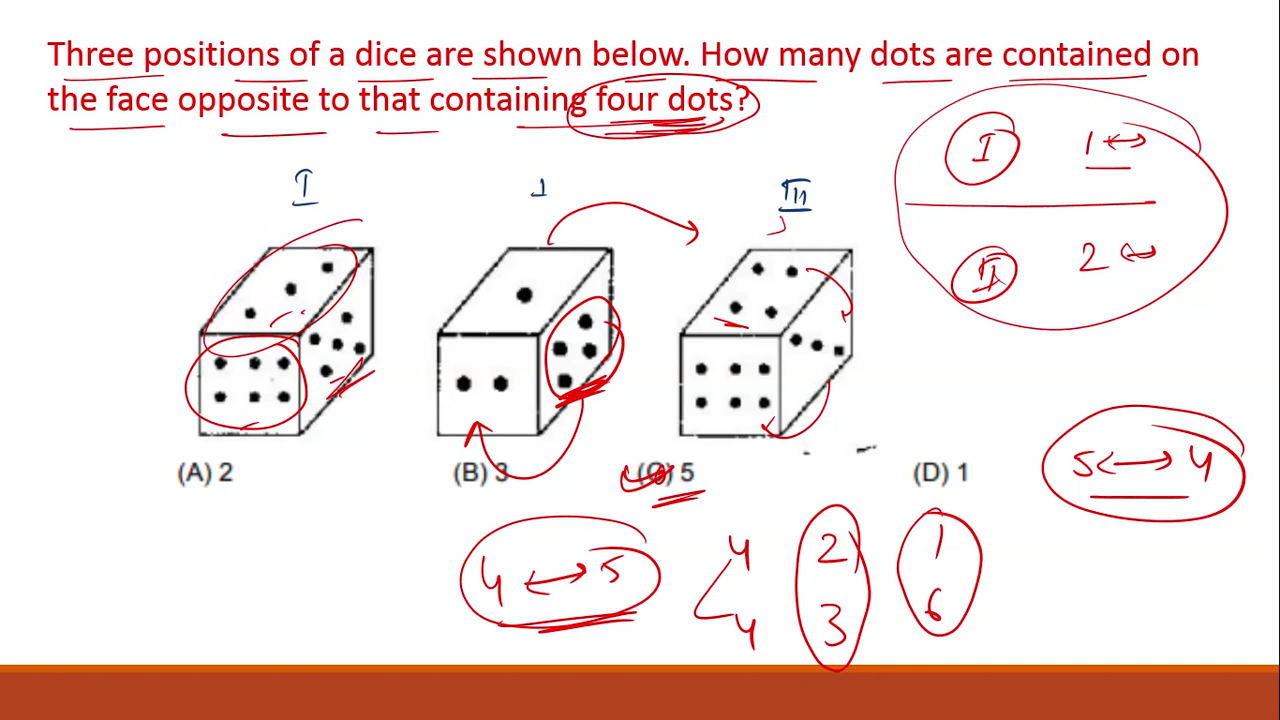 Three positions of a dice are shown below. How many dots are contained on
the face opposite to that containing four dots?
I 1 ↔
II 2 ↔
I
III
(A) 2 (B) 3 (C) 5 (D) 1
5 ↔ 4
4 ↔ 5
4 2 1
4 3 6